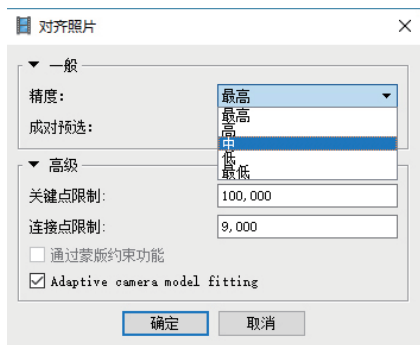 对齐照片
一般
精度：
最高
最高
高
中
低
最低
成对预选：
高级
关键点限制：
100,000
连接点限制：
9,000
通过蒙版约束功能
Adaptive camera model fitting
确定
取消